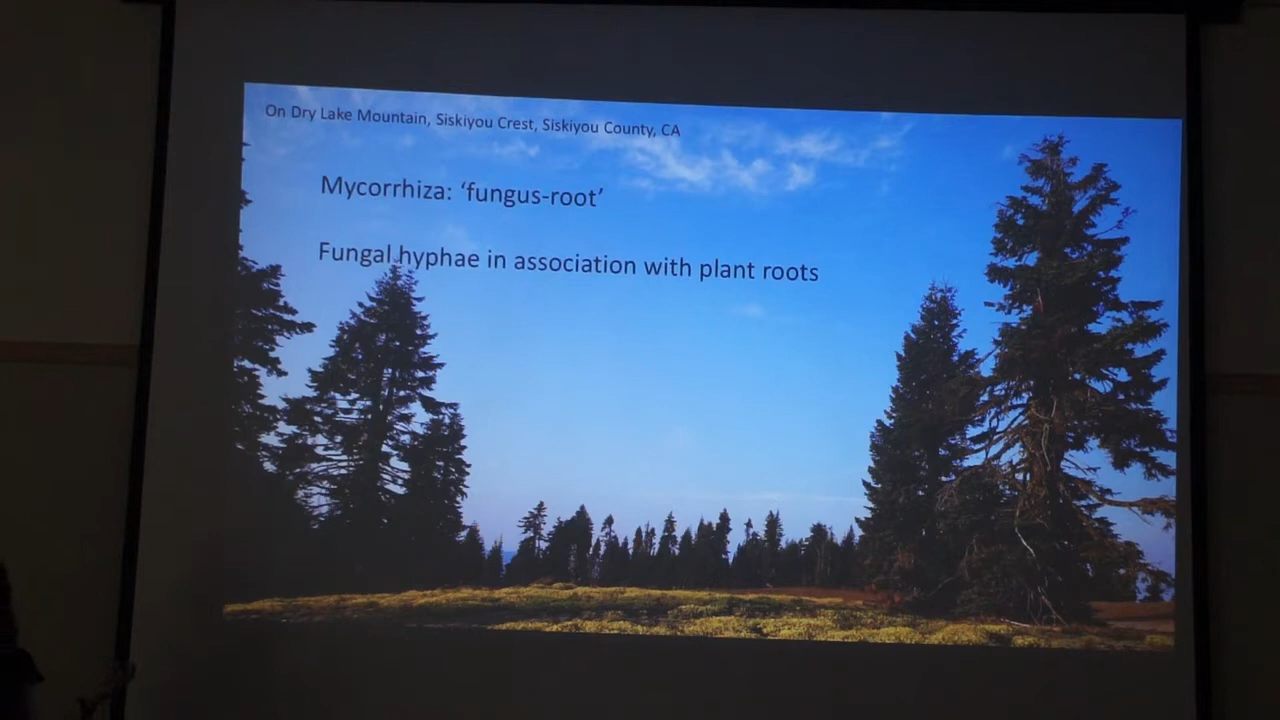 On Dry Lake Mountain, Siskiyou Crest, Siskiyou County, CA
Mycorrhiza: ‘fungus-root’
Fungal hyphae in association with plant roots